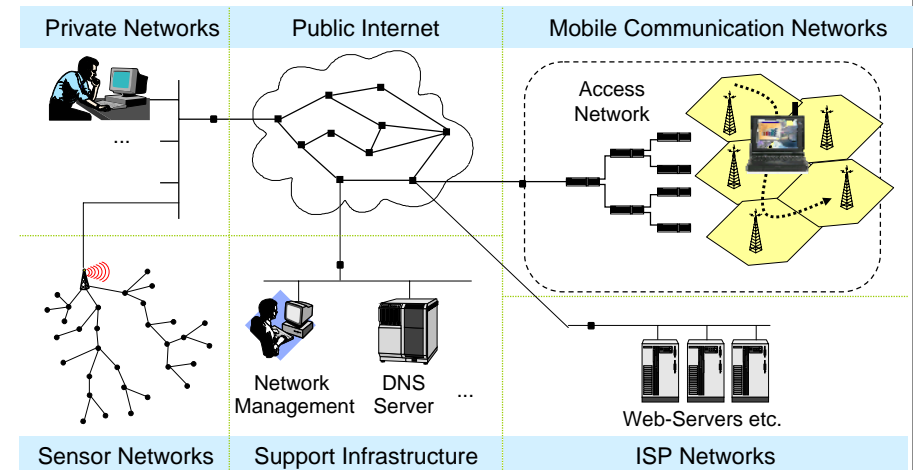 Private Networks
Public Internet
Mobile Communication Networks
Access
Network
...
Network
Management
DNS
Server
...
Web-Servers etc.
Sensor Networks
Support Infrastructure
ISP Networks